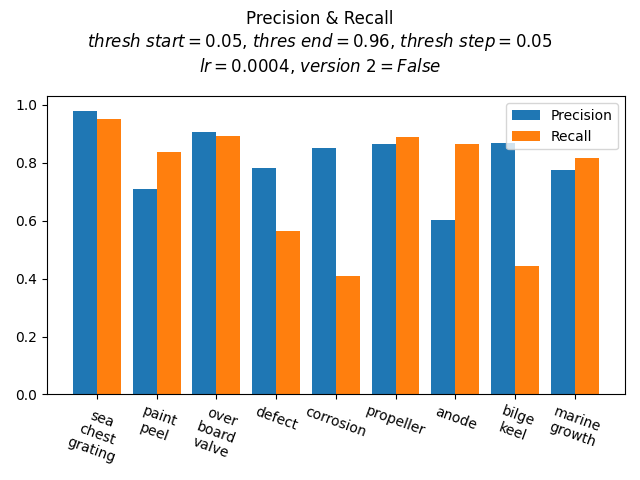 Precision & Recall
thresh start = 0.05, thres end = 0.96, thresh step = 0.05
lr = 0.0004, version 2 = False
1.0
0.8
0.6
0.4
0.2
0.0
Precision
Recall
sea
chest
grating
paint
peel
over
board
valve
defect
corrosion
propeller
anode
bilge
keel
marine
growth